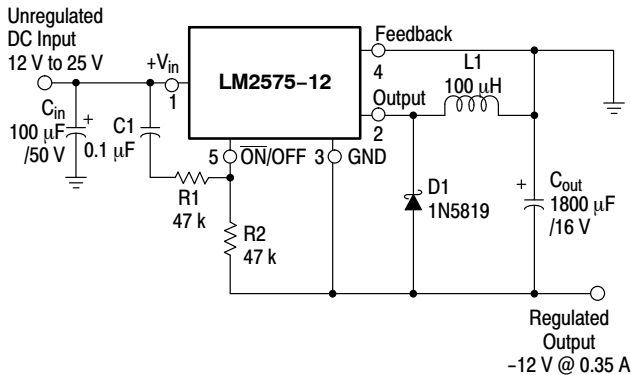 Unregulated
DC Input
12 V to 25 V
+Vin
1
LM2575–12
Feedback
4
L1
100 μH
Output
2
Cin
100 μF
/50 V
+
C1
0.1 μF
5
ON/OFF
3
GND
R1
47 k
R2
47 k
D1
1N5819
+
Cout
1800 μF
/16 V
Regulated
Output
–12 V @ 0.35 A